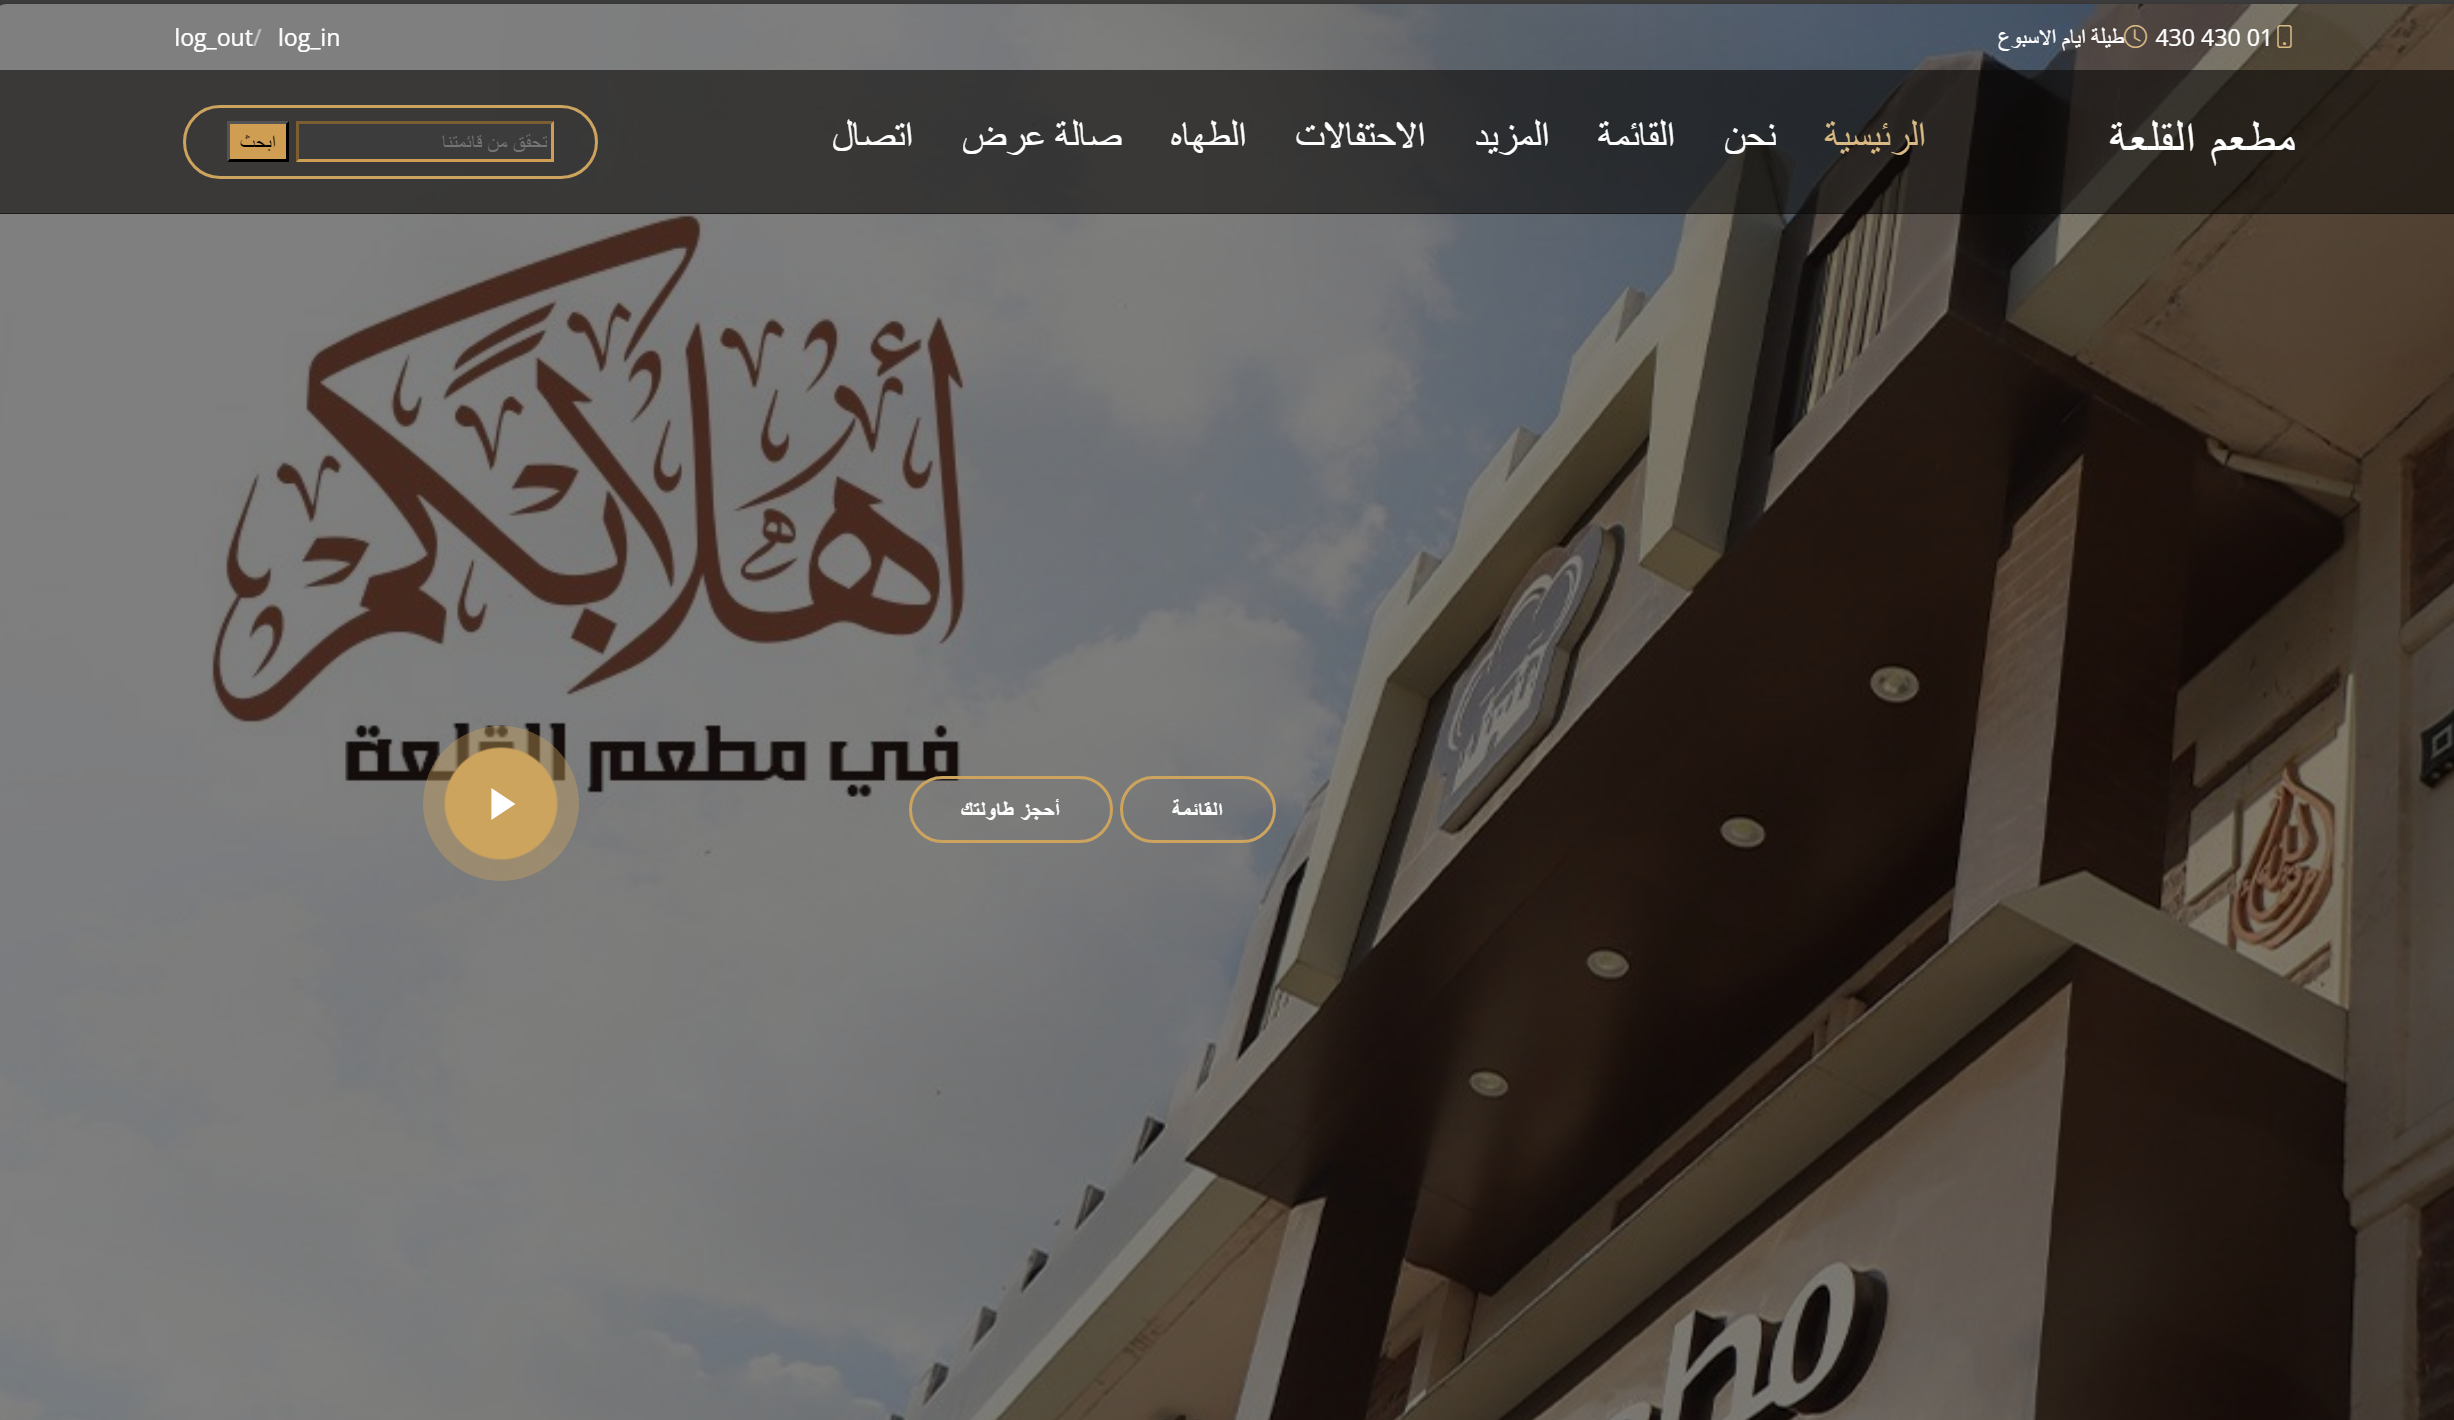 01 430 430 طيلة ايام الاسبوع
log_out/ log_in
مطعم القلعة
الرئيسية نحن القائمة المزيد الاحتفالات الطهاه صالة عرض اتصال
تحقق من قائمتنا ابحث
أهلا بكم
في مطعم القلعة
القائمة أحجز طاولتك